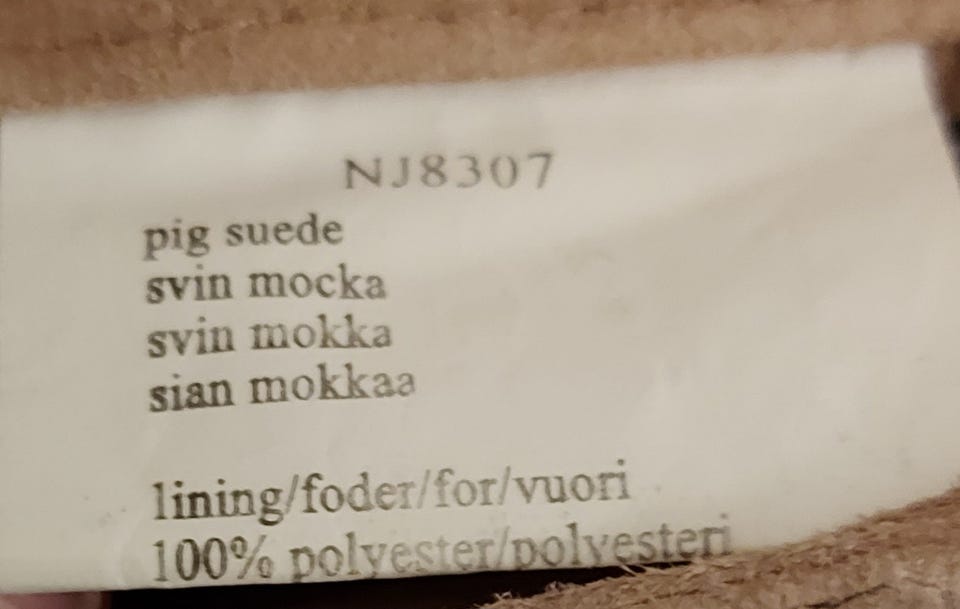 NJ8307
pig suede
svin mocka
svin mokka
sian mokkaa
lining/foder/for/vuori
100% polyester/polyesteri